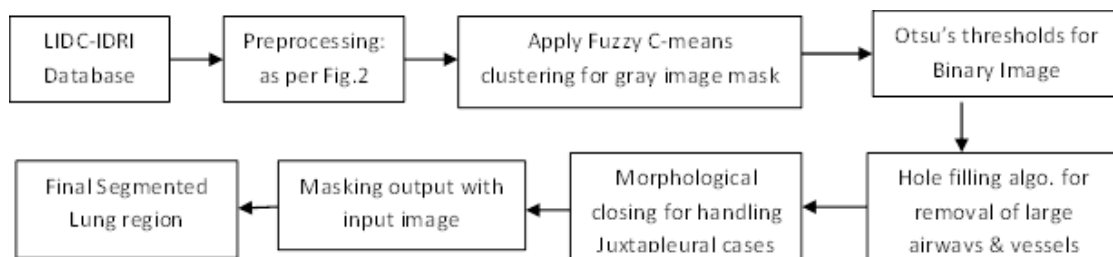 LIDC-IDRI
Database
Preprocessing:
as per Fig.2
Apply Fuzzy C-means
clustering for gray image mask
Otsu's thresholds for
Binary Image
Hole filling algo. for
removal of large
airways & vessels
Morphological
closing for handling
Juxtapleural cases
Masking output with
input image
Final Segmented
Lung region